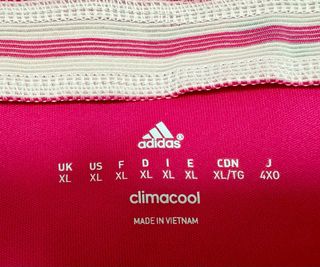 adidas®
UK US F D I E CDN J
XL XL XL XL XL XL XL/TG 4XO
climacool
MADE IN VIETNAM